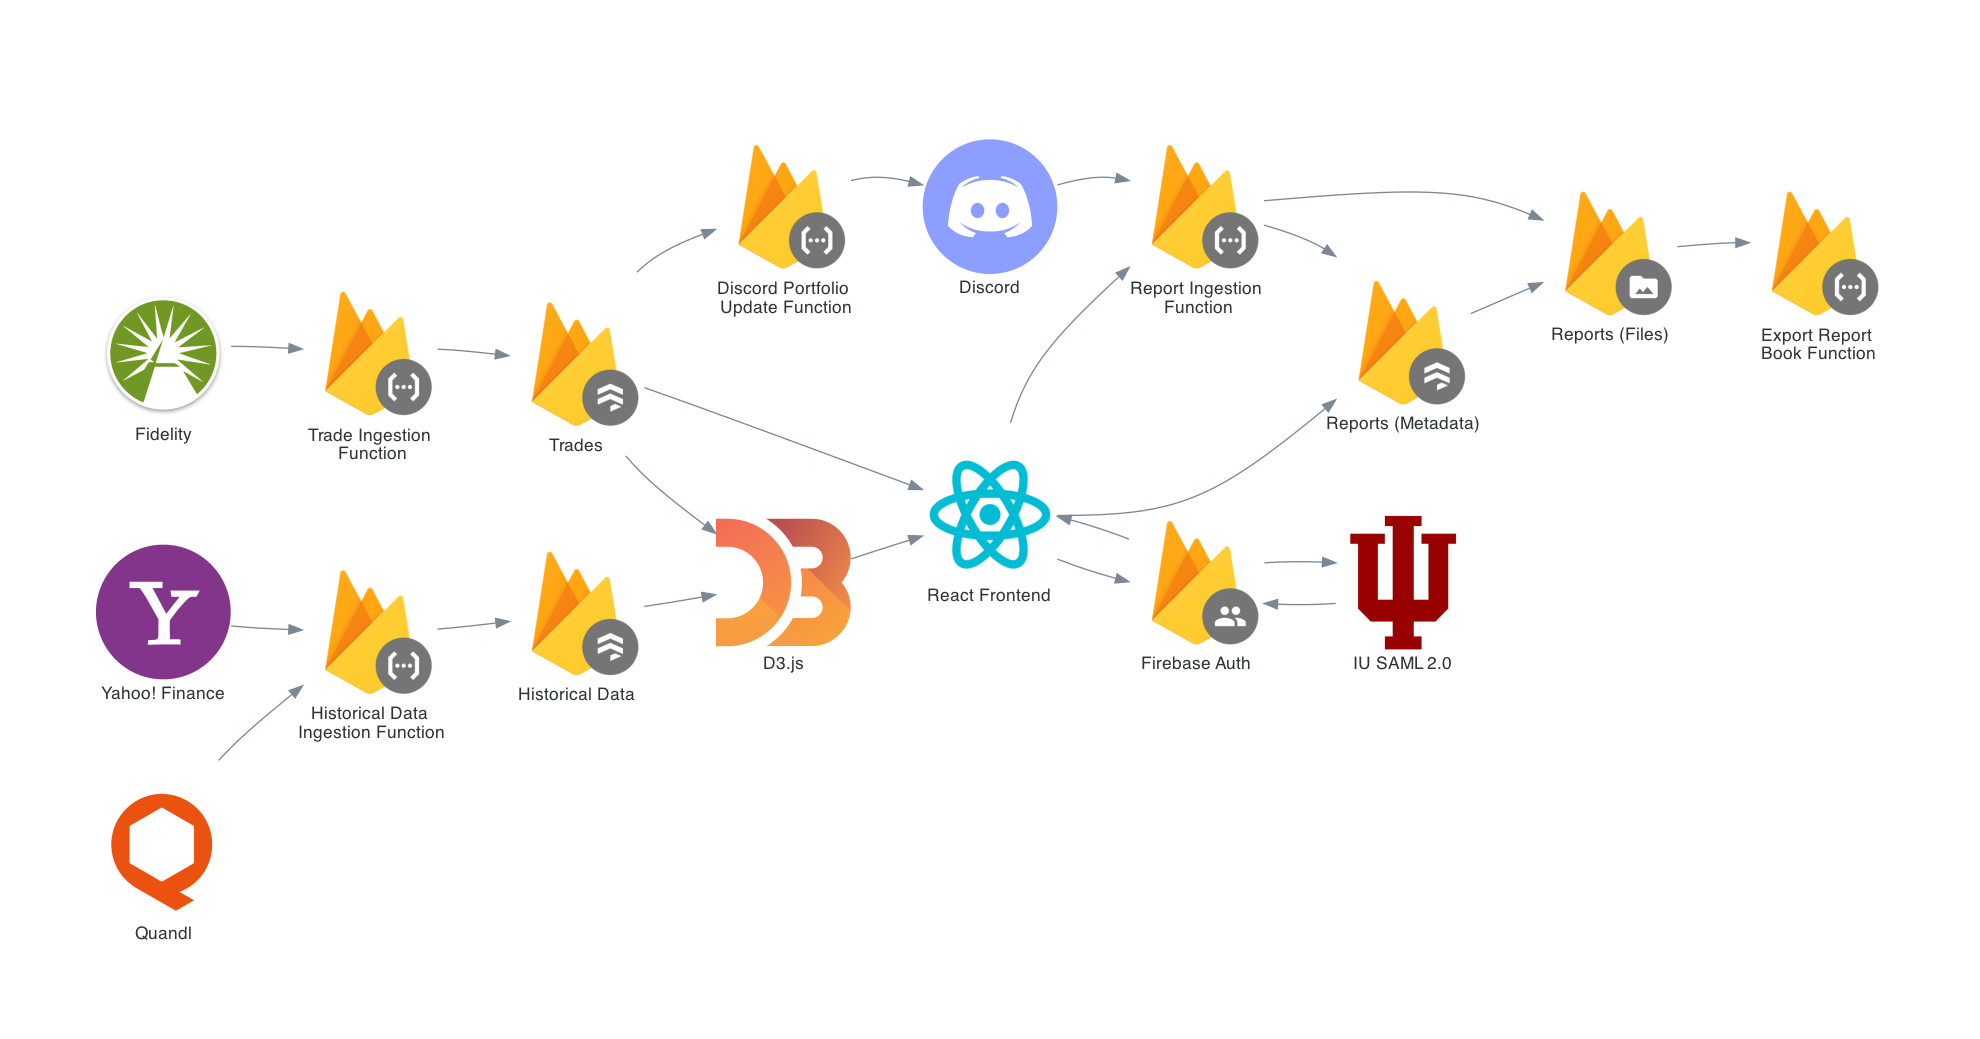 Discord Portfolio
Update Function
Discord
Report Ingestion
Function
Reports (Files)
Export Report
Book Function
Fidelity
Trade Ingestion
Function
Trades
Reports (Metadata)
React Frontend
Yahoo! Finance
Historical Data
Ingestion Function
Historical Data
D3.js
Firebase Auth
IU SAML 2.0
Quandl